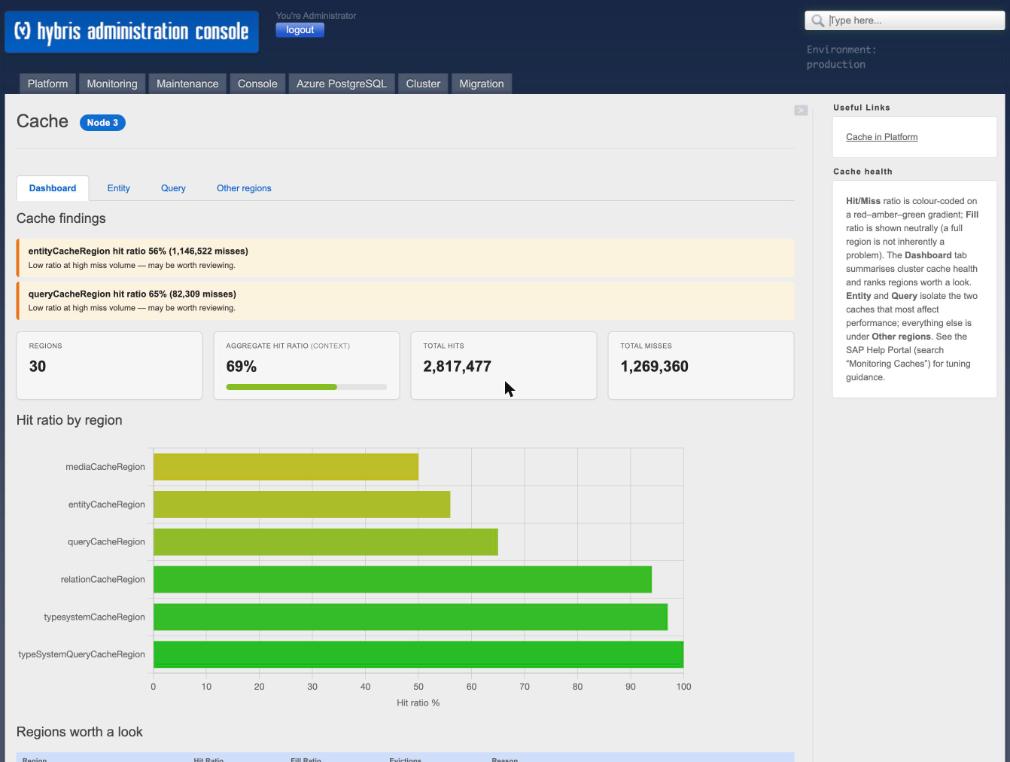 hybris administration console
You're Administrator
logout
Type here...
Environment:
production
Platform
Monitoring
Maintenance
Console
Azure PostgreSQL
Cluster
Migration
Cache
Node 3
Dashboard
Entity
Query
Other regions
Cache findings
entityCacheRegion hit ratio 56% (1,146,522 misses)
Low ratio at high miss volume — may be worth reviewing.
queryCacheRegion hit ratio 65% (82,309 misses)
Low ratio at high miss volume — may be worth reviewing.
REGIONS
30
AGGREGATE HIT RATIO (CONTEXT)
69%
TOTAL HITS
2,817,477
TOTAL MISSES
1,269,360
Hit ratio by region
mediaCacheRegion
entityCacheRegion
queryCacheRegion
relationCacheRegion
typesystemCacheRegion
typeSystemQueryCacheRegion
0 10 20 30 40 50 60 70 80 90 100
Hit ratio %
Regions worth a look
Region Hit Ratio Fill Ratio Evictions Reason
Useful Links
Cache in Platform
Cache health
Hit/Miss ratio is colour-coded on
a red–amber–green gradient; Fill
ratio is shown neutrally (a full
region is not inherently a
problem). The Dashboard tab
summarises cluster cache health
and ranks regions worth a look.
Entity and Query isolate the two
caches that most affect
performance; everything else is
under Other regions. See the
SAP Help Portal (search
"Monitoring Caches") for tuning
guidance.